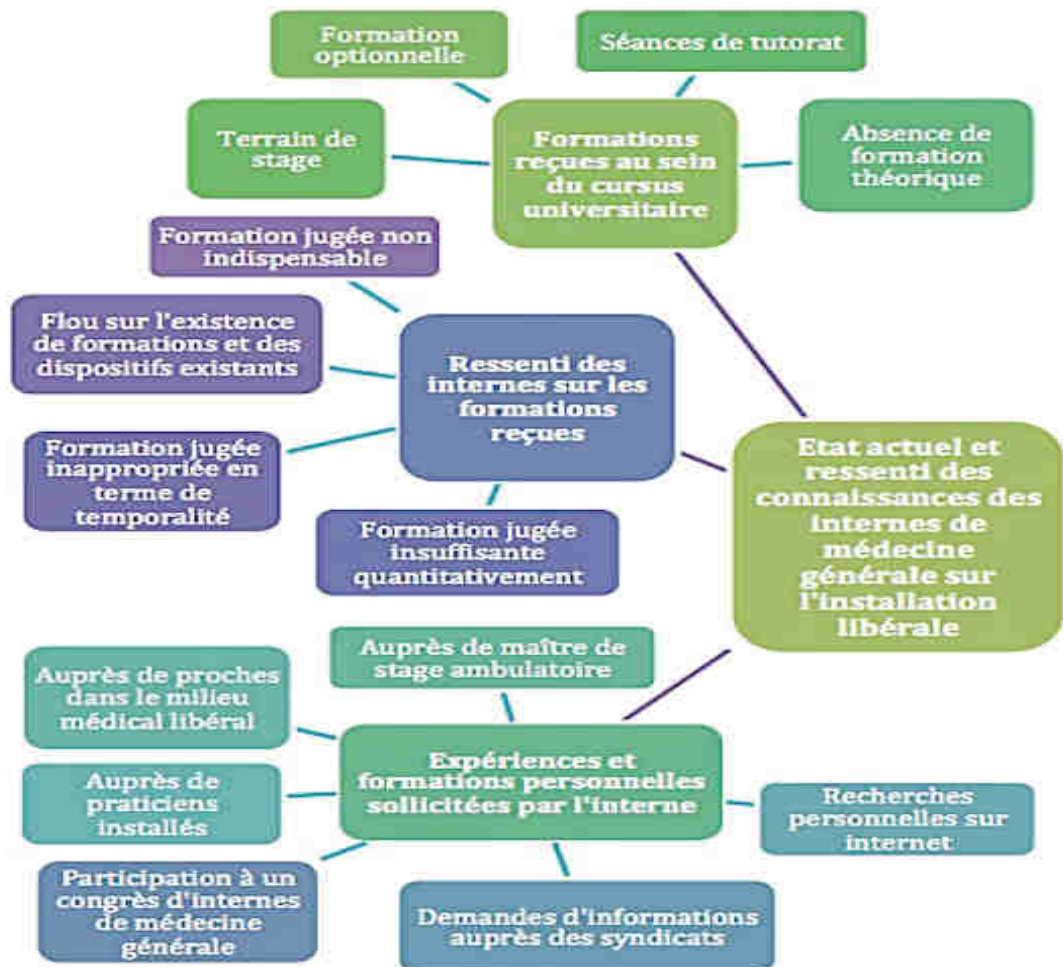 Formation
optionnelle
Séances de tutorat
Terrain de
stage
Formations
reçues au sein
du cursus
universitaire
Absence de
formation
théorique
Formation jugée non
indispensable
Flou sur l'existence
de formations et des
dispositifs existants
Ressenti des
internes sur les
formations
reçues
Formation jugée
inappropriée en
terme de
temporalité
Formation jugée
insuffisante
quantitativement
Etat actuel et
ressenti des
connaissances des
internes de
médecine
générale sur
l'installation
libérale
Auprès de maître de
stage ambulatoire
Auprès de proches
dans le milieu
médical libéral
Expériences et
formations personnelles
sollicitées par l'interne
Auprès de
praticiens
installés
Recherches
personnelles sur
internet
Participation à un
congrès d'internes
de médecine
générale
Demandes d'informations
auprès des syndicats